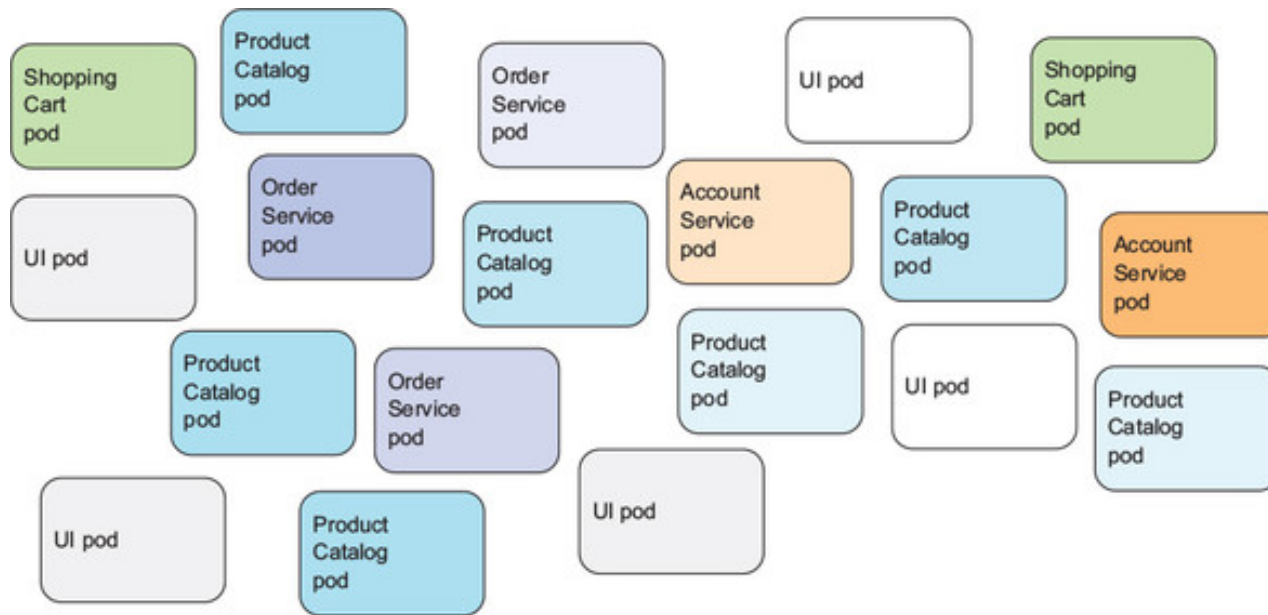 Shopping
Cart
pod
Product
Catalog
pod
Order
Service
pod
UI pod
Shopping
Cart
pod
UI pod
Order
Service
pod
Product
Catalog
pod
Account
Service
pod
Product
Catalog
pod
Account
Service
pod
Product
Catalog
pod
Order
Service
pod
Product
Catalog
pod
UI pod
Product
Catalog
pod
UI pod
Product
Catalog
pod
UI pod